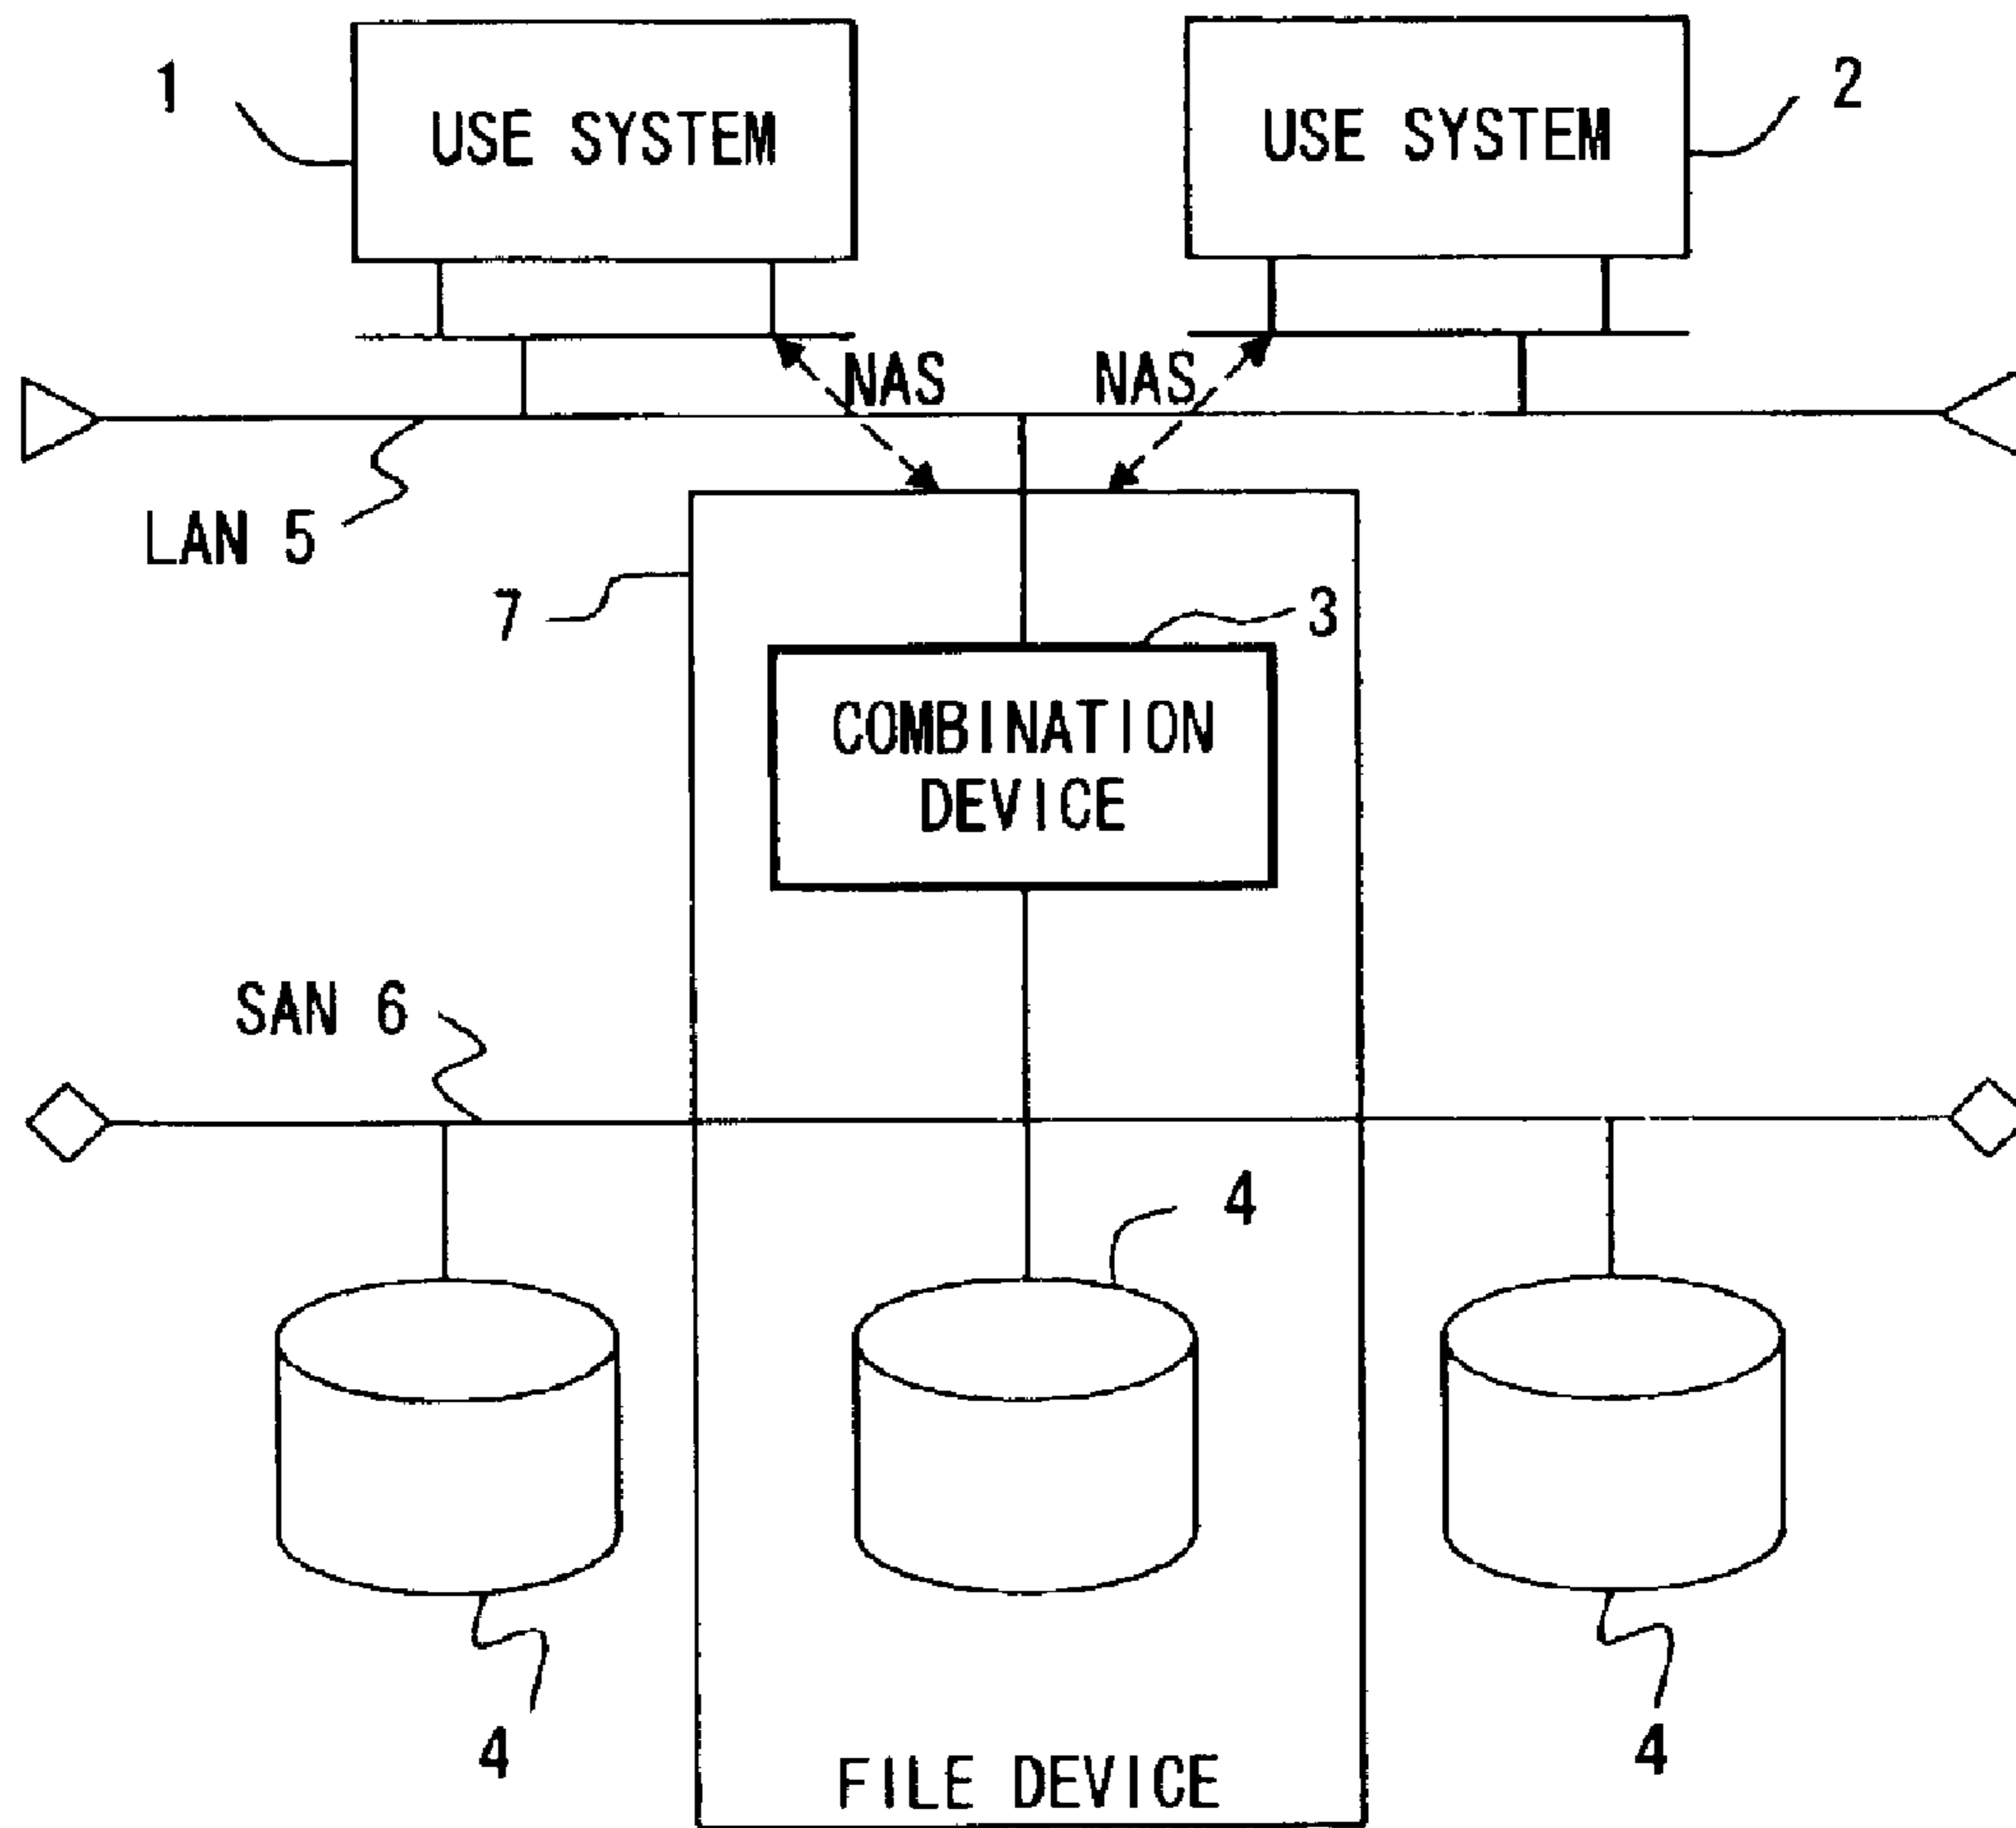 1
USE SYSTEM
USE SYSTEM
2
NAS
NAS
LAN 5
7
3
COMBINATION
DEVICE
SAN 6
4
4
4
FILE DEVICE